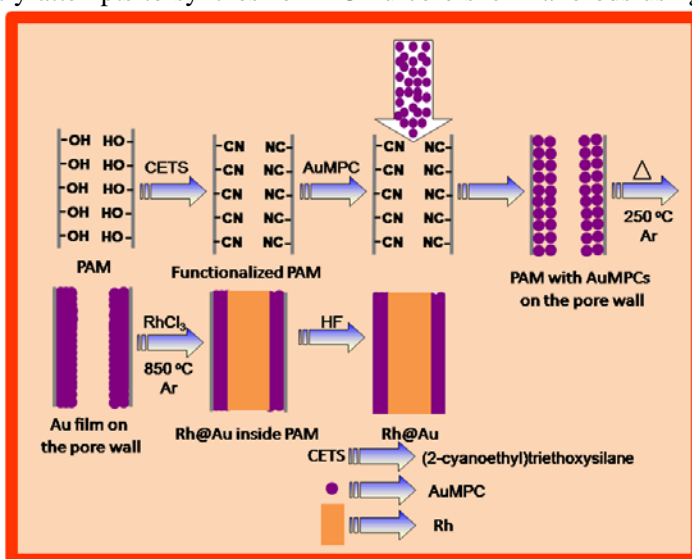 -OH HO-
-OH HO-
-OH HO-
-OH HO-
-OH HO-
PAM
CETS
-CN NC-
-CN NC-
-CN NC-
-CN NC-
-CN NC-
Functionalized PAM
AuMPC
-CN NC-
-CN NC-
-CN NC-
-CN NC-
-CN NC-
PAM with AuMPCs
on the pore wall
△
250 °C
Ar
Au film on
the pore wall
RhCl₃
850 °C
Ar
Rh@Au inside PAM
HF
Rh@Au
CETS (2-cyanoethyl)triethoxysilane
AuMPC
Rh